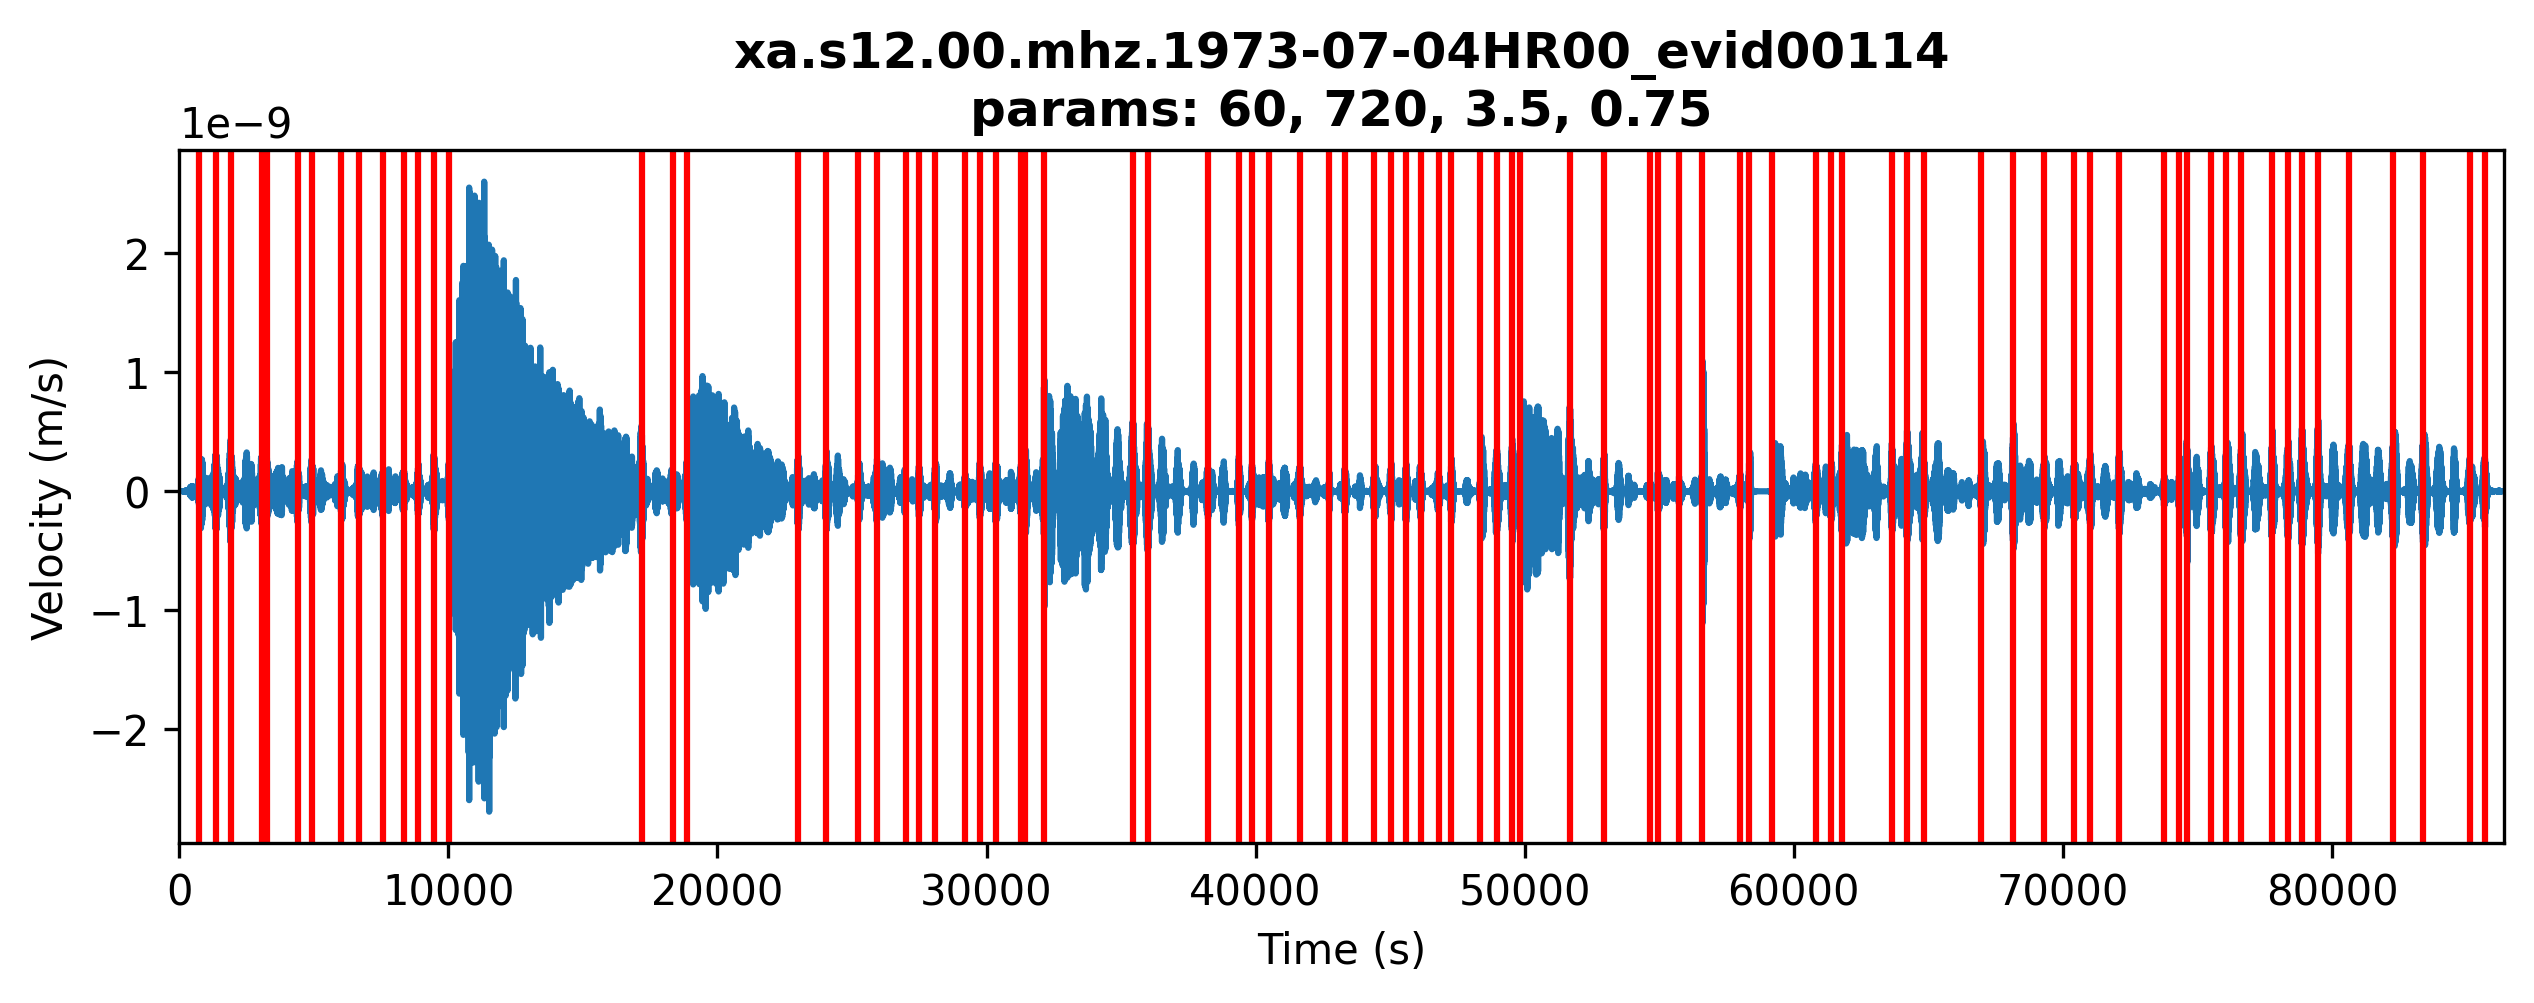 xa.s12.00.mhz.1973-07-04HR00_evid00114
params: 60, 720, 3.5, 0.75
1e−9
Velocity (m/s)
2
1
0
−1
−2
0 10000 20000 30000 40000 50000 60000 70000 80000
Time (s)